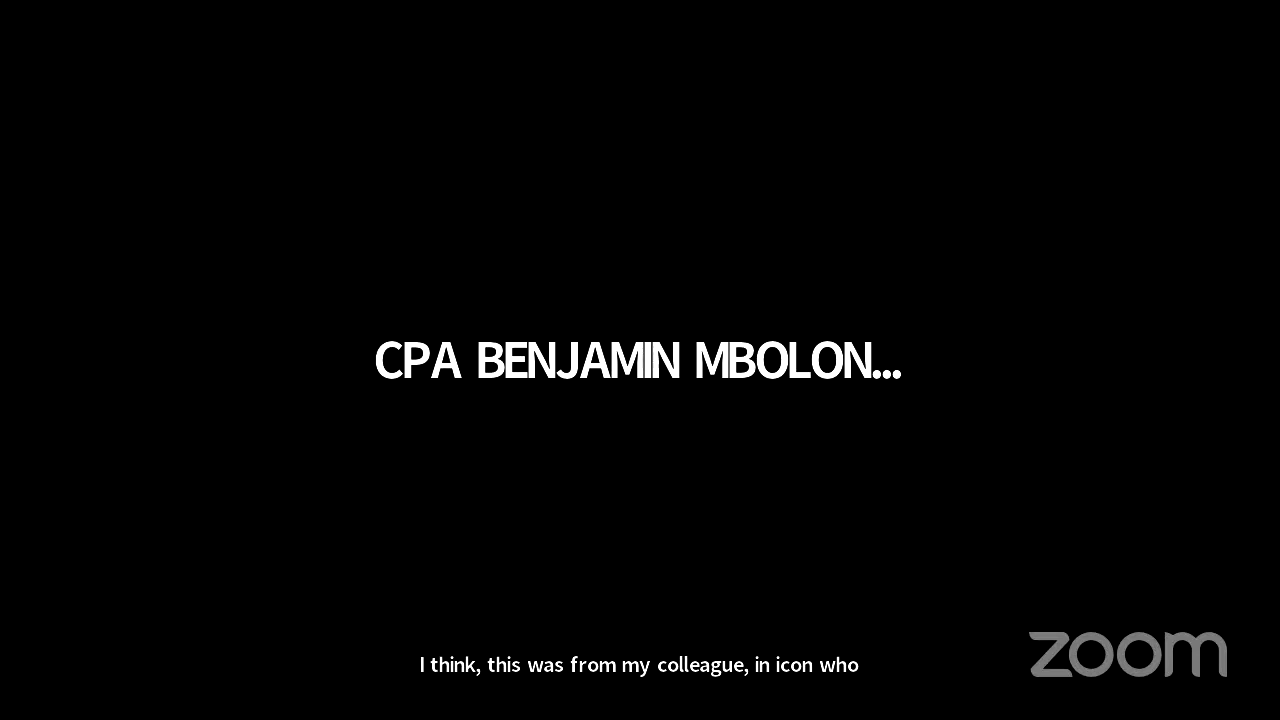 CPA BENJAMIN MBOLON...
I think, this was from my colleague, in icon who
zoom